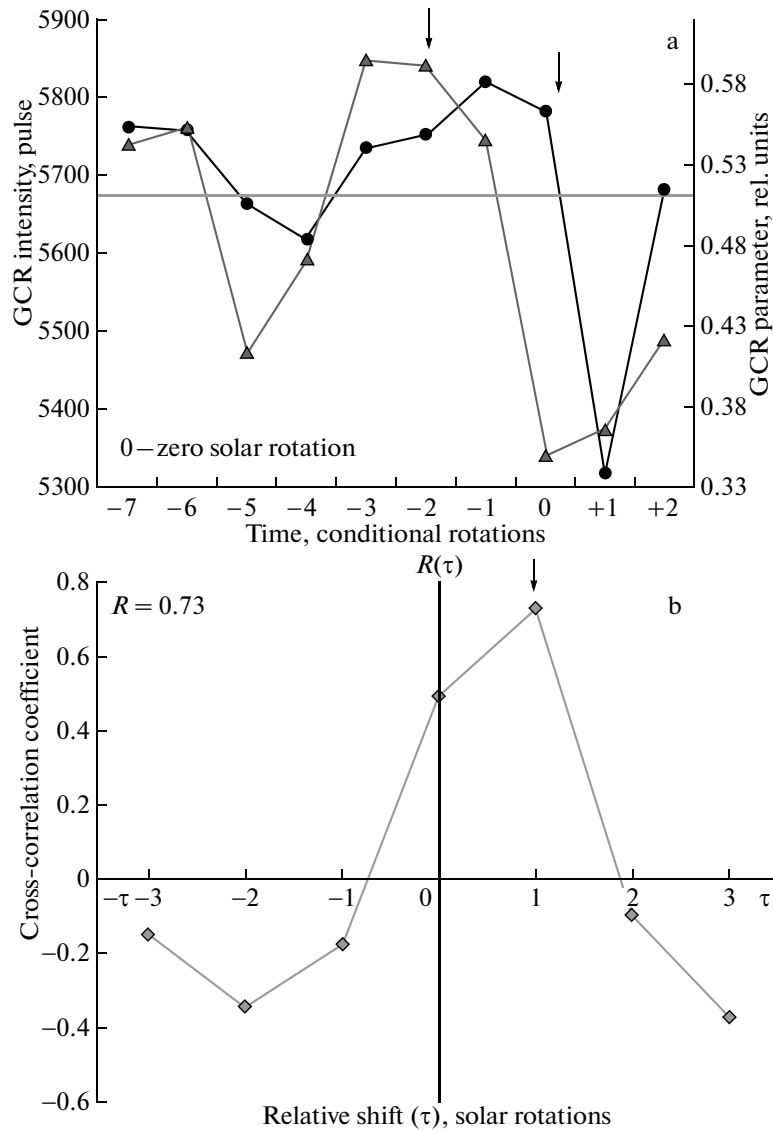 a
5900
5800
5700
5600
5500
5400
5300
GCR intensity, pulse
0.58
0.53
0.48
0.43
0.38
0.33
GCR parameter, rel. units
0–zero solar rotation
−7 −6 −5 −4 −3 −2 −1 0 +1 +2
Time, conditional rotations
R(τ)
R = 0.73
b
0.8
0.6
0.4
0.2
0
−0.2
−0.4
−0.6
Cross-correlation coefficient
−τ −3 −2 −1 0 1 2 3 τ
Relative shift (τ), solar rotations